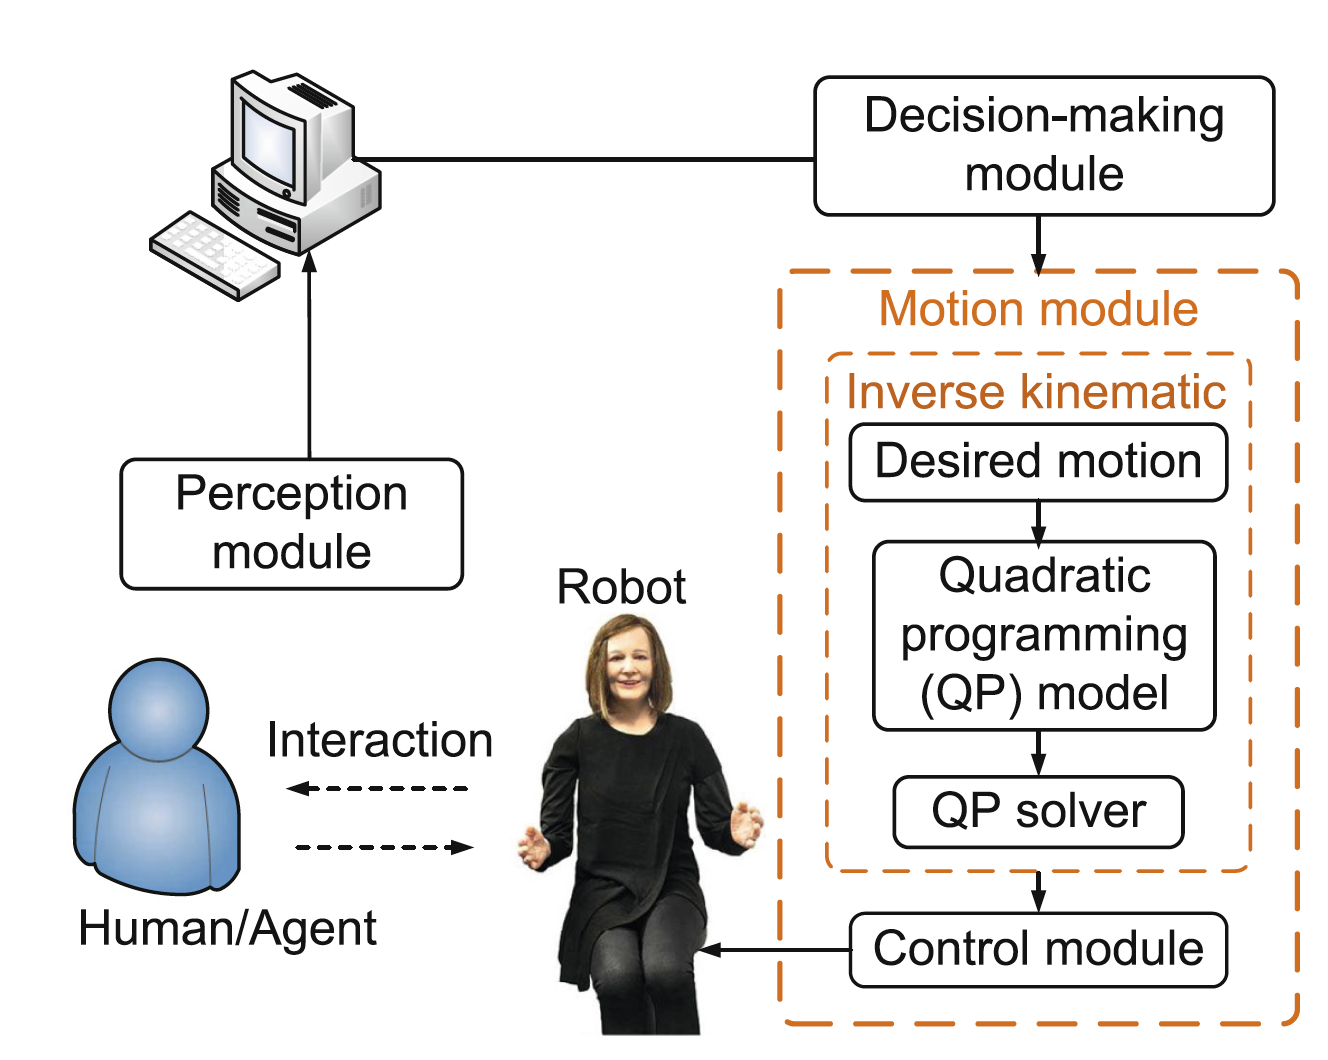 Decision-making
module
Motion module
Inverse kinematic
Desired motion
Quadratic
programming
(QP) model
QP solver
Control module
Perception
module
Robot
Interaction
Human/Agent